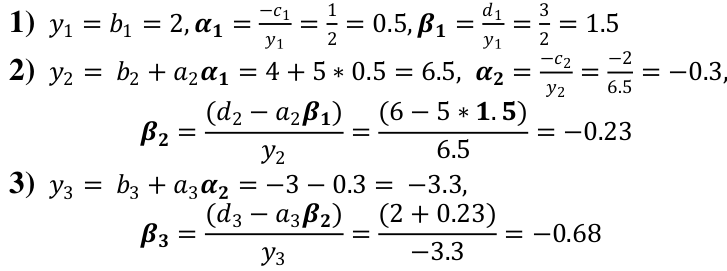 1) y₁ = b₁ = 2, α₁ = −c₁/y₁ = 1/2 = 0.5, β₁ = d₁/y₁ = 3/2 = 1.5
2) y₂ = b₂ + a₂α₁ = 4 + 5 * 0.5 = 6.5, α₂ = −c₂/y₂ = −2/6.5 = −0.3,
β₂ = (d₂ − a₂β₁)/y₂ = (6 − 5 * 1.5)/6.5 = −0.23
3) y₃ = b₃ + a₃α₂ = −3 − 0.3 = −3.3,
β₃ = (d₃ − a₃β₂)/y₃ = (2 + 0.23)/−3.3 = −0.68